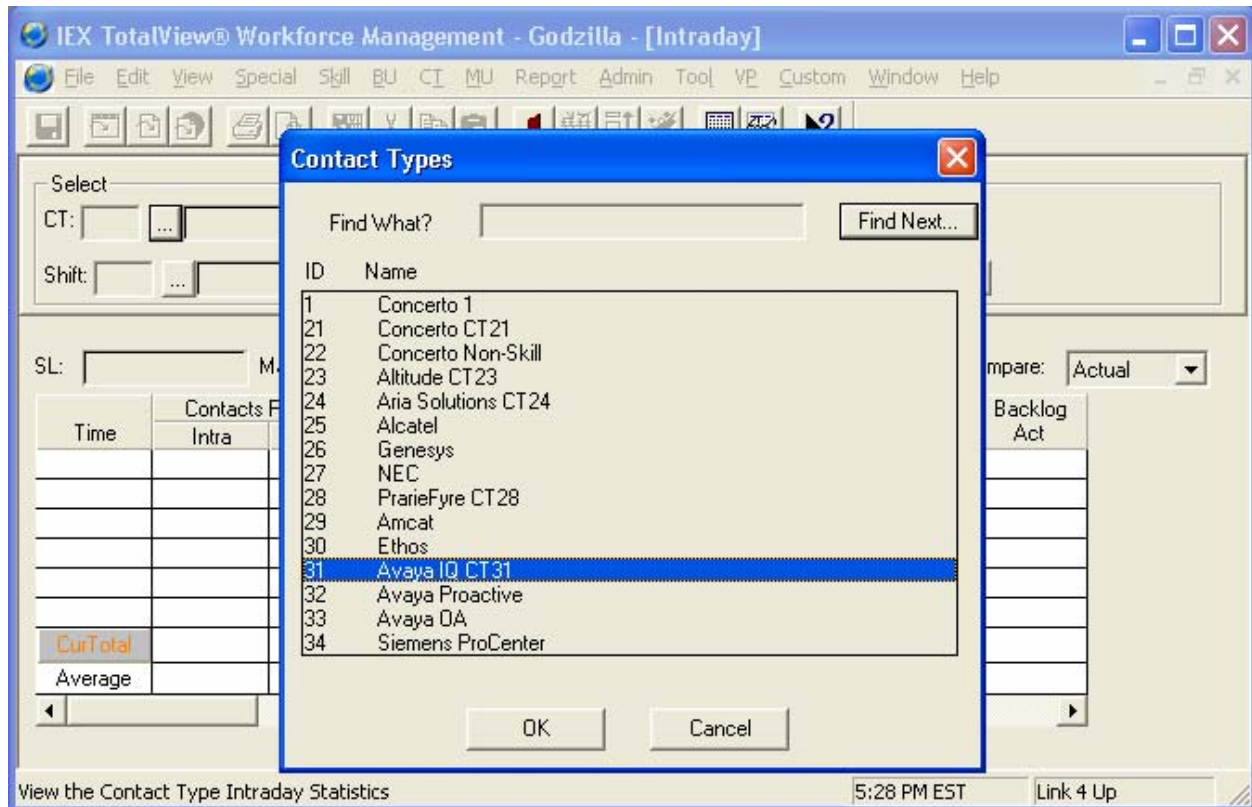 IEX TotalView® Workforce Management - Godzilla - [Intraday]
File Edit View Special Skill BU CT MU Report Admin Tool VP Custom Window Help
Contact Types
Select
CT: ...
Find What? Find Next...
Shift: ...
ID Name
1 Concerto 1
21 Concerto CT21
22 Concerto Non-Skill
23 Altitude CT23
24 Aria Solutions CT24
25 Alcatel
26 Genesys
27 NEC
28 PrarieFyre CT28
29 Amcat
30 Ethos
31 Avaya IQ CT31
32 Avaya Proactive
33 Avaya OA
34 Siemens ProCenter
SL: mpare: Actual
Contacts F Backlog
Time Intra Act
CurTotal
Average
OK Cancel
View the Contact Type Intraday Statistics 5:28 PM EST Link 4 Up